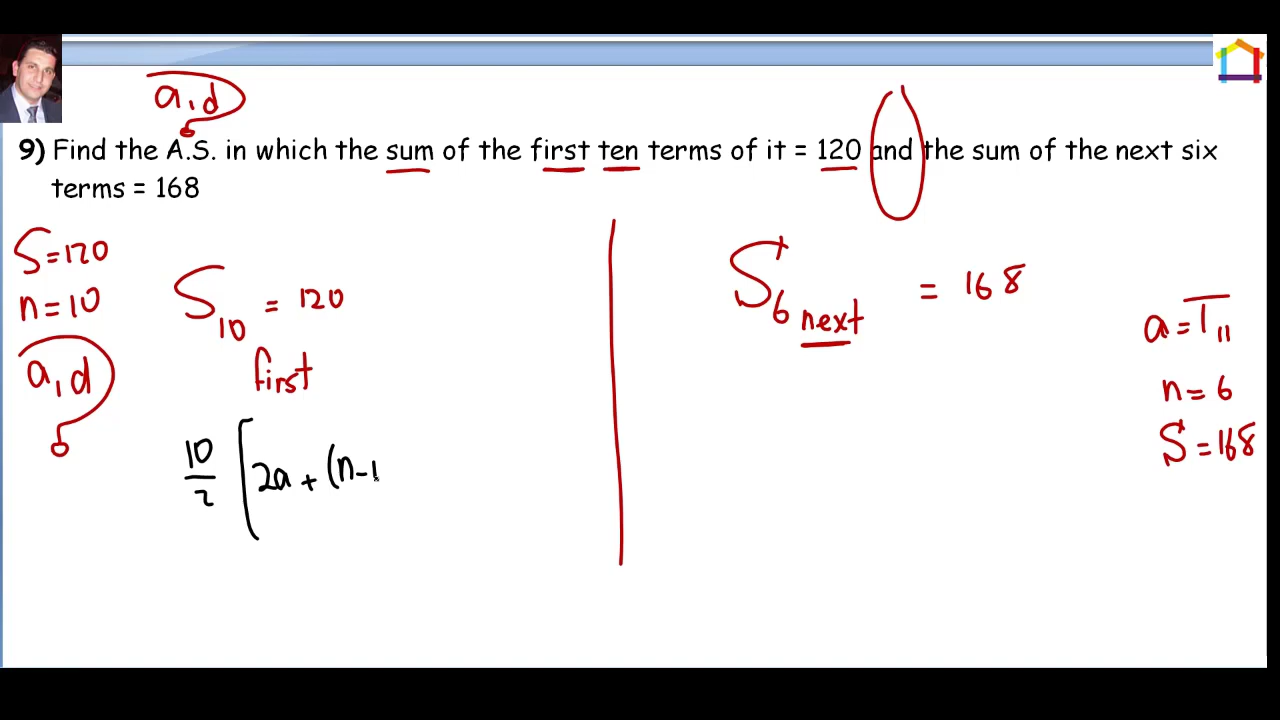 a, d
9) Find the A.S. in which the sum of the first ten terms of it = 120 and the sum of the next six
terms = 168
S = 120
n = 10
a, d
S10 = 120
first
10/2 [2a + (n-1
S6 next = 168
a = T11
n = 6
S = 168